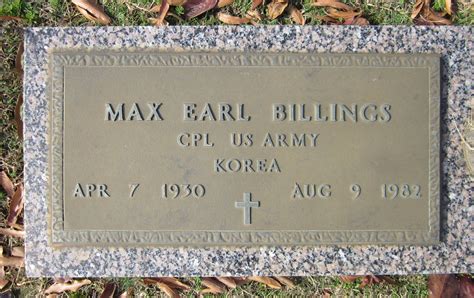 MAX EARL BILLINGS
CPL US ARMY
KOREA
APR 7 1930 AUG 9 1982